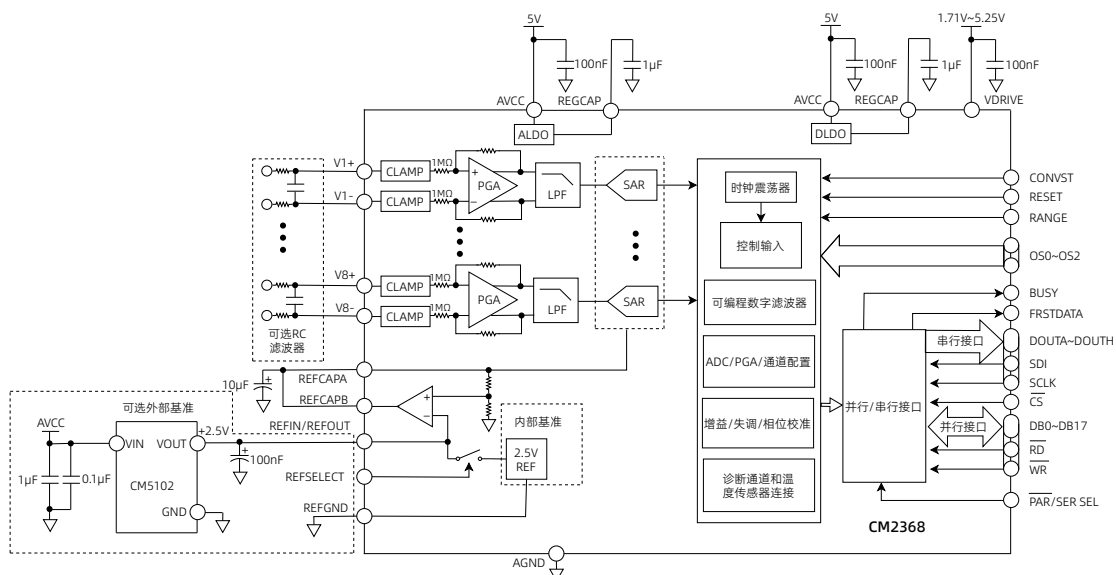 5V
5V
1.71V~5.25V
100nF
1μF
100nF
1μF
100nF
AVCC
REGCAP
AVCC
REGCAP
VDRIVE
ALDO
DLDO
V1+
CLAMP
1MΩ
PGA
LPF
SAR
V1-
CLAMP
1MΩ
V8+
CLAMP
1MΩ
PGA
LPF
SAR
V8-
CLAMP
1MΩ
可选RC
滤波器
时钟震荡器
控制输入
可编程数字滤波器
ADC/PGA/通道配置
增益/失调/相位校准
诊断通道和温
度传感器连接
并行/串行接口
串行接口
并行接口
CONVST
RESET
RANGE
OS0~OS2
BUSY
FRSTDATA
DOUTA~DOUTH
SDI
SCLK
CS
DB0~DB17
RD
WR
PAR/SER SEL
CM2368
10μF
REFCAPA
REFCAPB
REFIN/REFOUT
REFSELECT
REFGND
内部基准
2.5V
REF
可选外部基准
AVCC
VIN
VOUT
+2.5V
1μF
0.1μF
CM5102
GND
100nF
AGND